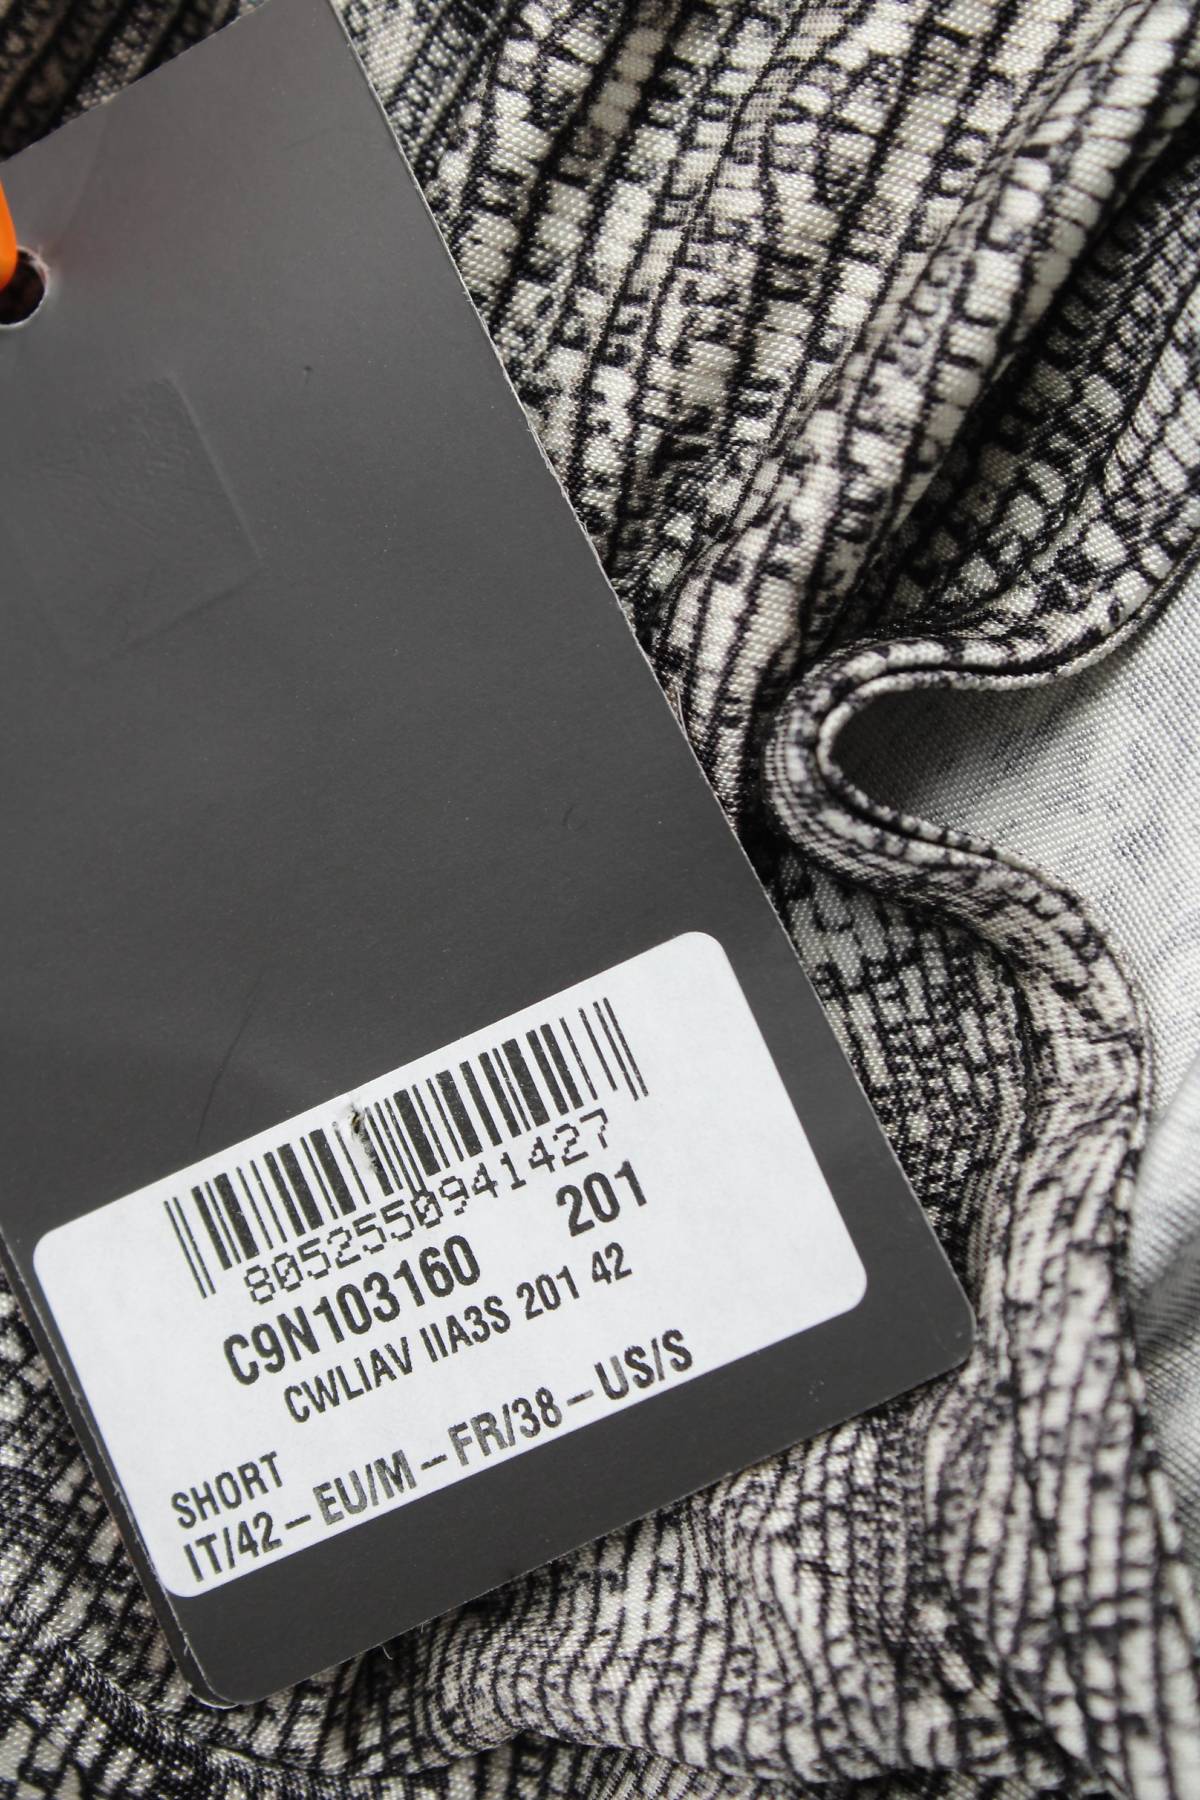 8052550941427
C9N103160 201
CWLIAV IIA3S 201 42
SHORT
IT/42 – EU/M – FR/38 – US/S